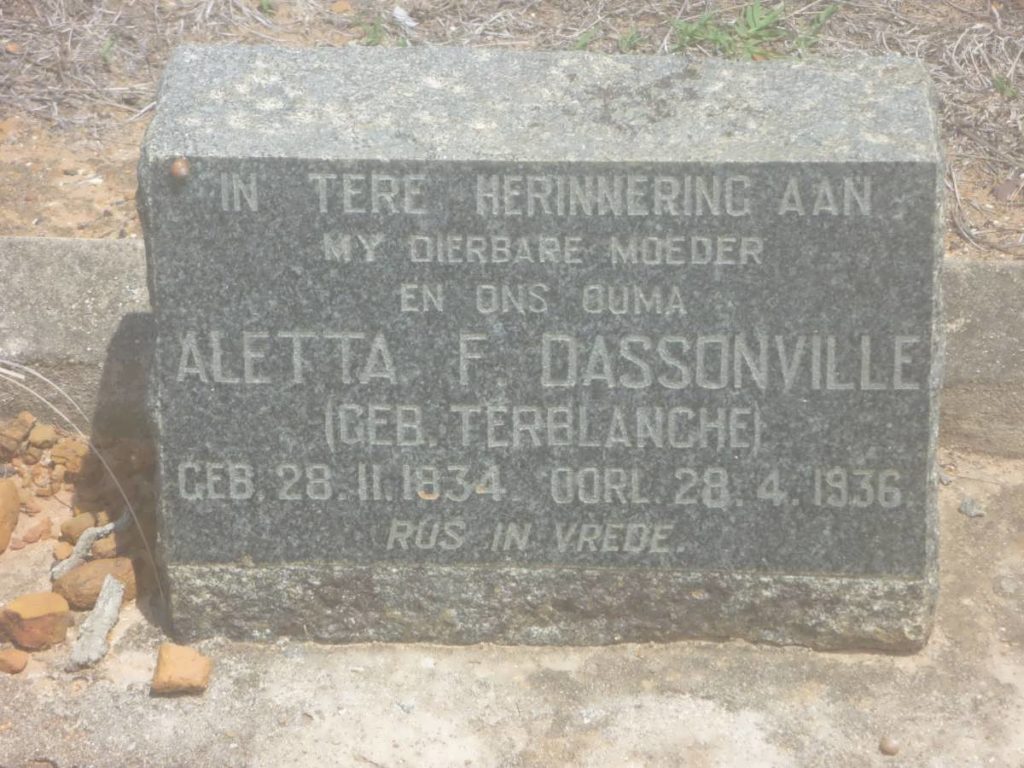 IN TERE HERINNERING AAN
MY DIERBARE MOEDER
EN ONS OUMA
ALETTA F. DASSONVILLE
(GEB. TERBLANCHE)
GEB. 28.11.1834 OORL. 28.4.1936.
RUS IN VREDE.